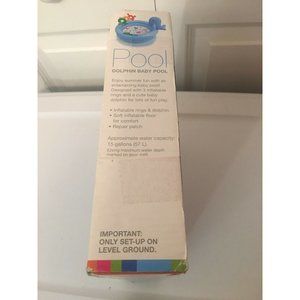 Pool
DOLPHIN BABY POOL
Enjoy summer fun with an
entertaining baby pool!
Designed with 3 inflatable
rings and a cute baby
dolphin for lots of fun play.
• Inflatable rings & dolphin
• Soft inflatable floor
for comfort
• Repair patch
Approximate water capacity:
15 gallons (57 L)
(Using maximum water depth
marked on pool wall)
IMPORTANT:
ONLY SET-UP ON
LEVEL GROUND.